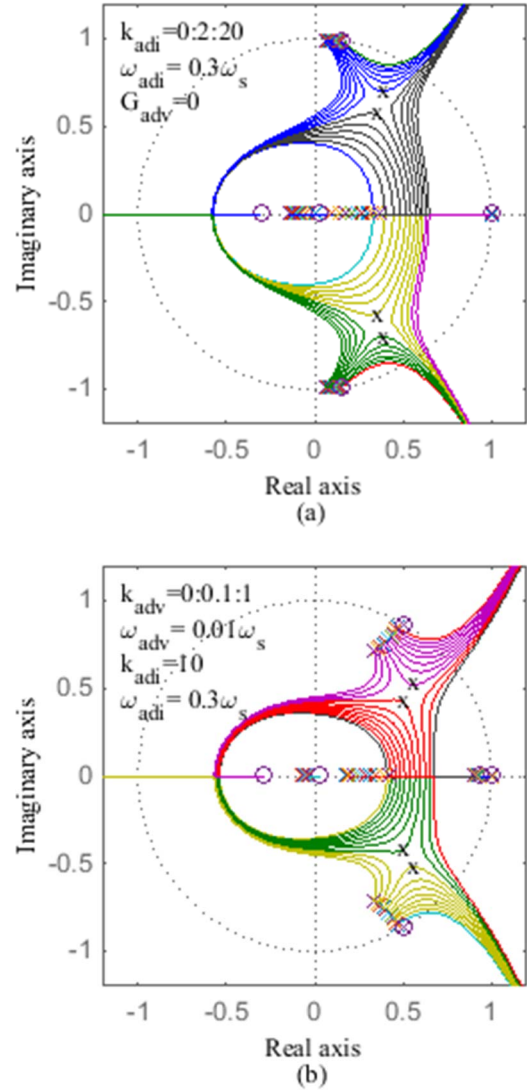 k_adi=0:2:20
ω_adi= 0.3ω_s
G_adv=0
1
0.5
0
-0.5
-1
Imaginary axis
-1
-0.5
0
0.5
1
Real axis
(a)
k_adv=0:0.1:1
ω_adv= 0.01ω_s
k_adi=10
ω_adi= 0.3ω_s
1
0.5
0
-0.5
-1
Imaginary axis
-1
-0.5
0
0.5
1
Real axis
(b)